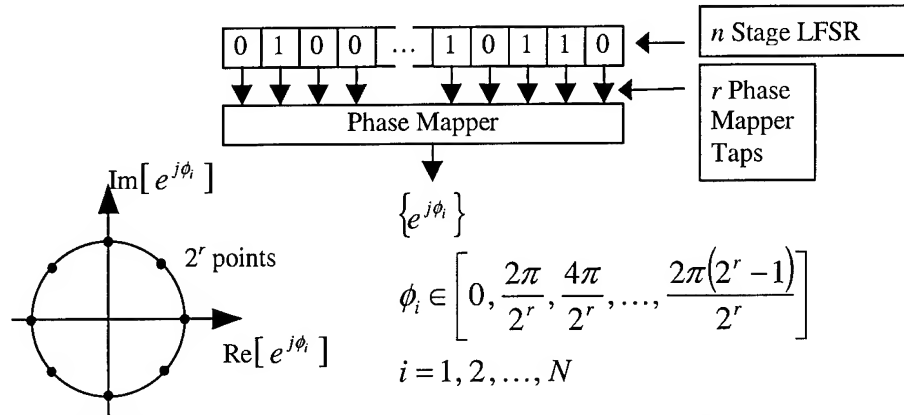 0 1 0 0 ... 1 0 1 1 0
n Stage LFSR
r Phase
Mapper
Taps
Phase Mapper
Im[e^{jϕ_i}]
{e^{jϕ_i}}
2^r points
ϕ_i ∈ [0, 2π/2^r, 4π/2^r, ..., 2π(2^r − 1)/2^r]
Re[e^{jϕ_i}]
i = 1, 2, ..., N